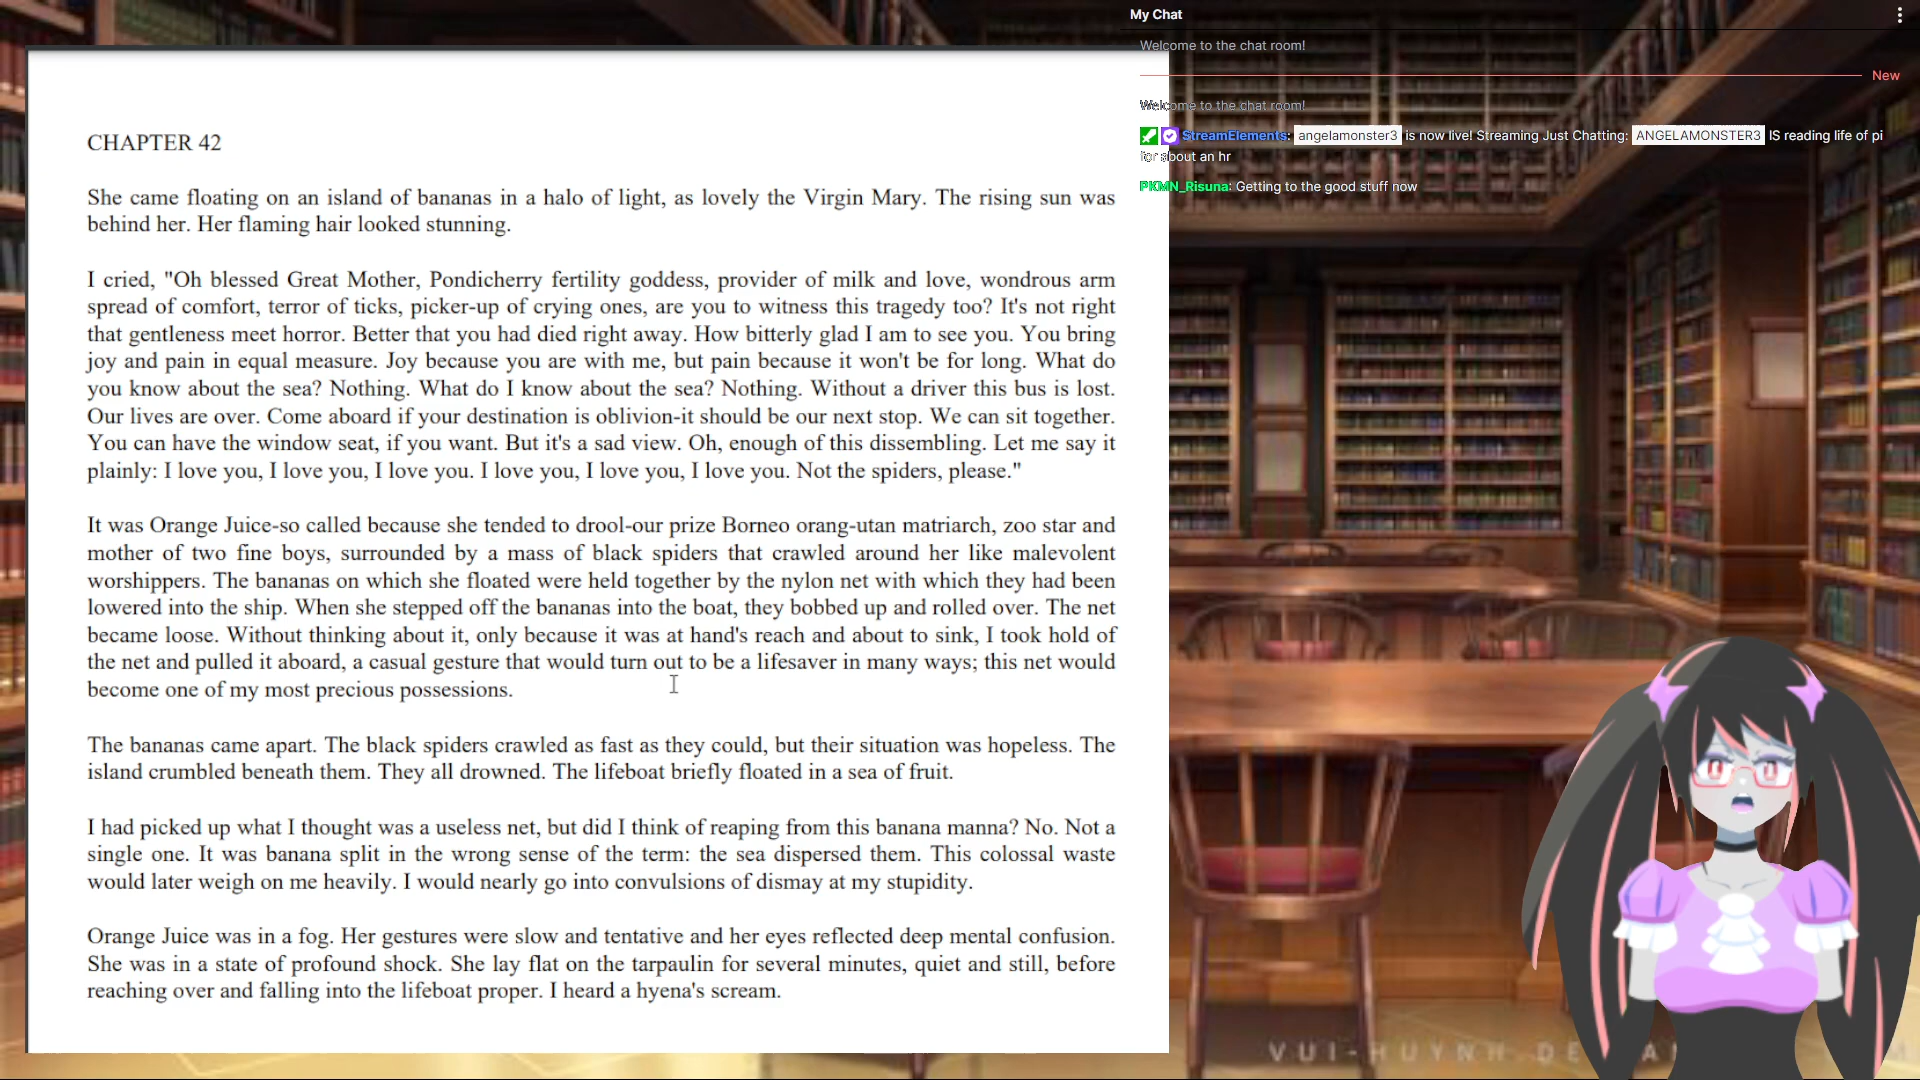 My Chat
Welcome to the chat room!
New
Welcome to the chat room!
StreamElements: angelamonster3 is now live! Streaming Just Chatting: ANGELAMONSTER3 IS reading life of pi
for about an hr
PKMN_Risuna: Getting to the good stuff now
CHAPTER 42
She came floating on an island of bananas in a halo of light, as lovely the Virgin Mary. The rising sun was
behind her. Her flaming hair looked stunning.
I cried, "Oh blessed Great Mother, Pondicherry fertility goddess, provider of milk and love, wondrous arm
spread of comfort, terror of ticks, picker-up of crying ones, are you to witness this tragedy too? It's not right
that gentleness meet horror. Better that you had died right away. How bitterly glad I am to see you. You bring
joy and pain in equal measure. Joy because you are with me, but pain because it won't be for long. What do
you know about the sea? Nothing. What do I know about the sea? Nothing. Without a driver this bus is lost.
Our lives are over. Come aboard if your destination is oblivion-it should be our next stop. We can sit together.
You can have the window seat, if you want. But it's a sad view. Oh, enough of this dissembling. Let me say it
plainly: I love you, I love you, I love you. I love you, I love you, I love you. Not the spiders, please."
It was Orange Juice-so called because she tended to drool-our prize Borneo orang-utan matriarch, zoo star and
mother of two fine boys, surrounded by a mass of black spiders that crawled around her like malevolent
worshippers. The bananas on which she floated were held together by the nylon net with which they had been
lowered into the ship. When she stepped off the bananas into the boat, they bobbed up and rolled over. The net
became loose. Without thinking about it, only because it was at hand's reach and about to sink, I took hold of
the net and pulled it aboard, a casual gesture that would turn out to be a lifesaver in many ways; this net would
become one of my most precious possessions.
The bananas came apart. The black spiders crawled as fast as they could, but their situation was hopeless. The
island crumbled beneath them. They all drowned. The lifeboat briefly floated in a sea of fruit.
I had picked up what I thought was a useless net, but did I think of reaping from this banana manna? No. Not a
single one. It was banana split in the wrong sense of the term: the sea dispersed them. This colossal waste
would later weigh on me heavily. I would nearly go into convulsions of dismay at my stupidity.
Orange Juice was in a fog. Her gestures were slow and tentative and her eyes reflected deep mental confusion.
She was in a state of profound shock. She lay flat on the tarpaulin for several minutes, quiet and still, before
reaching over and falling into the lifeboat proper. I heard a hyena's scream.
VUI-HUYNH